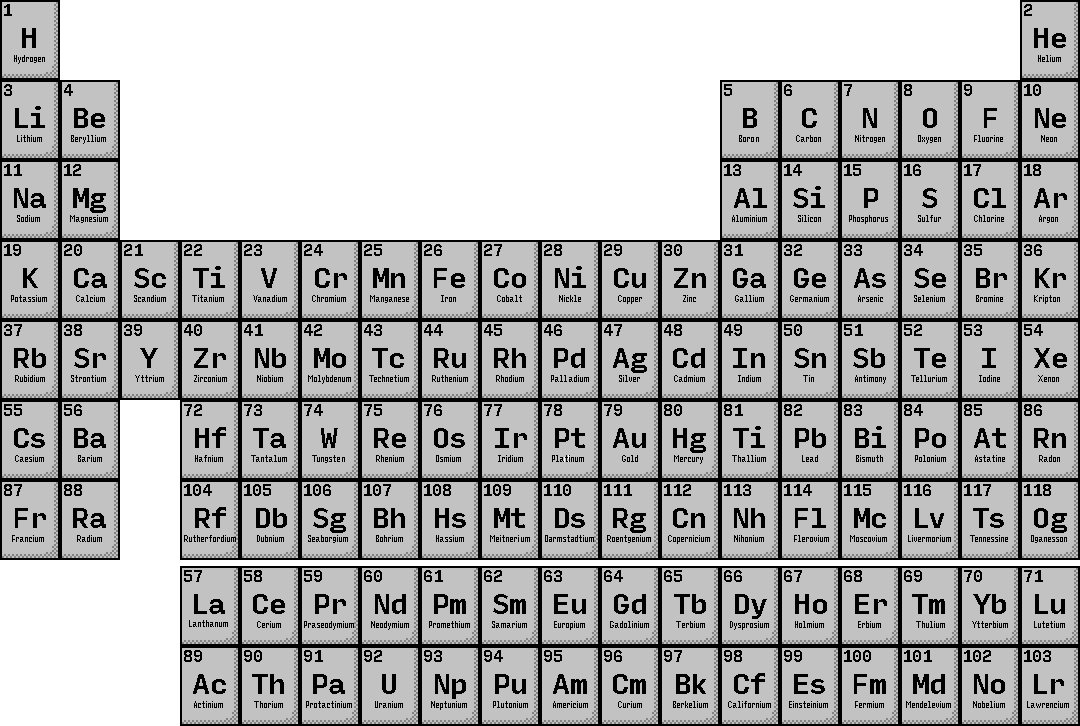 1 2
H He
Hydrogen Helium
3 4 5 6 7 8 9 10
Li Be B C N O F Ne
Lithium Beryllium Boron Carbon Nitrogen Oxygen Fluorine Neon
11 12 13 14 15 16 17 18
Na Mg Al Si P S Cl Ar
Sodium Magnesium Aluminium Silicon Phosphorus Sulfur Chlorine Argon
19 20 21 22 23 24 25 26 27 28 29 30 31 32 33 34 35 36
K Ca Sc Ti V Cr Mn Fe Co Ni Cu Zn Ga Ge As Se Br Kr
Potassium Calcium Scandium Titanium Vanadium Chromium Manganese Iron Cobalt Nickle Copper Zinc Gallium Germanium Arsenic Selenium Bromine Kripton
37 38 39 40 41 42 43 44 45 46 47 48 49 50 51 52 53 54
Rb Sr Y Zr Nb Mo Tc Ru Rh Pd Ag Cd In Sn Sb Te I Xe
Rubidium Strontium Yttrium Zirconium Niobium Molybdenum Technetium Ruthenium Rhodium Palladium Silver Cadmium Indium Tin Antimony Tellurium Iodine Xenon
55 56 72 73 74 75 76 77 78 79 80 81 82 83 84 85 86
Cs Ba Hf Ta W Re Os Ir Pt Au Hg Ti Pb Bi Po At Rn
Caesium Barium Hafnium Tantalum Tungsten Rhenium Osmium Iridium Platinum Gold Mercury Thallium Lead Bismuth Polonium Astatine Radon
87 88 104 105 106 107 108 109 110 111 112 113 114 115 116 117 118
Fr Ra Rf Db Sg Bh Hs Mt Ds Rg Cn Nh Fl Mc Lv Ts Og
Francium Radium Rutherfordium Dubnium Seaborgium Bohrium Hassium Meitnerium Darmstadtium Roentgenium Copernicium Nihonium Flerovium Moscovium Livermorium Tennessine Oganesson
57 58 59 60 61 62 63 64 65 66 67 68 69 70 71
La Ce Pr Nd Pm Sm Eu Gd Tb Dy Ho Er Tm Yb Lu
Lanthanum Cerium Praseodymium Neodymium Promethium Samarium Europium Gadolinium Terbium Dysprosium Holmium Erbium Thulium Ytterbium Lutetium
89 90 91 92 93 94 95 96 97 98 99 100 101 102 103
Ac Th Pa U Np Pu Am Cm Bk Cf Es Fm Md No Lr
Actinium Thorium Protactinium Uranium Neptunium Plutonium Americium Curium Berkelium Californium Einsteinium Fermium Mendelevium Nobelium Lawrencium